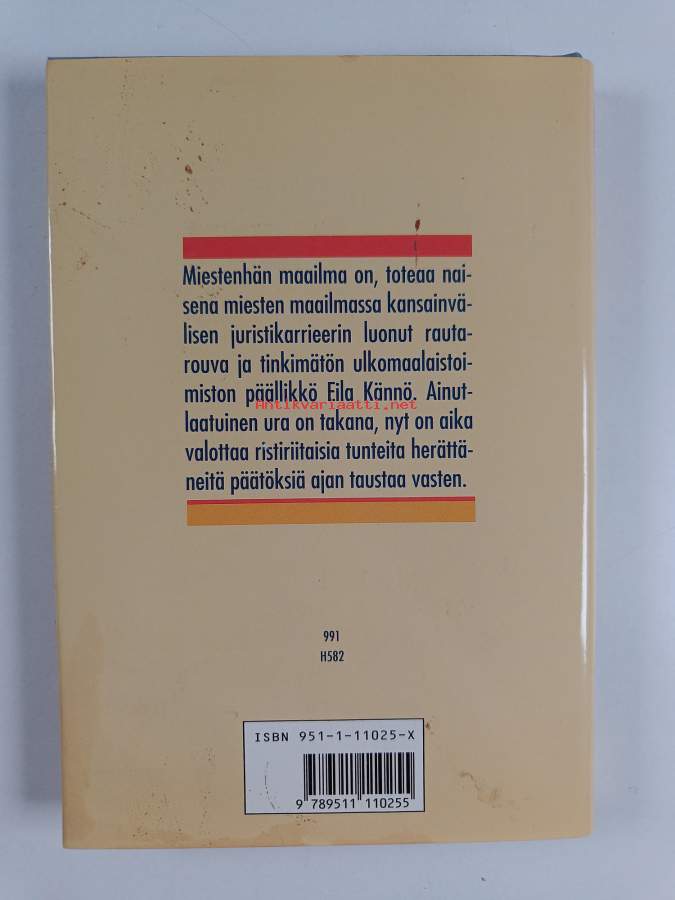 Miestenhän maailma on, toteaa nai-
sena miesten maailmassa kansainvä-
lisen juristikarrieerin luonut rauta-
rouva ja tinkimätön ulkomaalaistoi-
miston päällikkö Eila Kännö. Ainut-
Antikvariaatti.net
laatuinen ura on takana, nyt on aika
valottaa ristiriitaisia tunteita herättä-
neitä päätöksiä ajan taustaa vasten.
991
H582
ISBN 951-1-11025-X
9 789511 110255